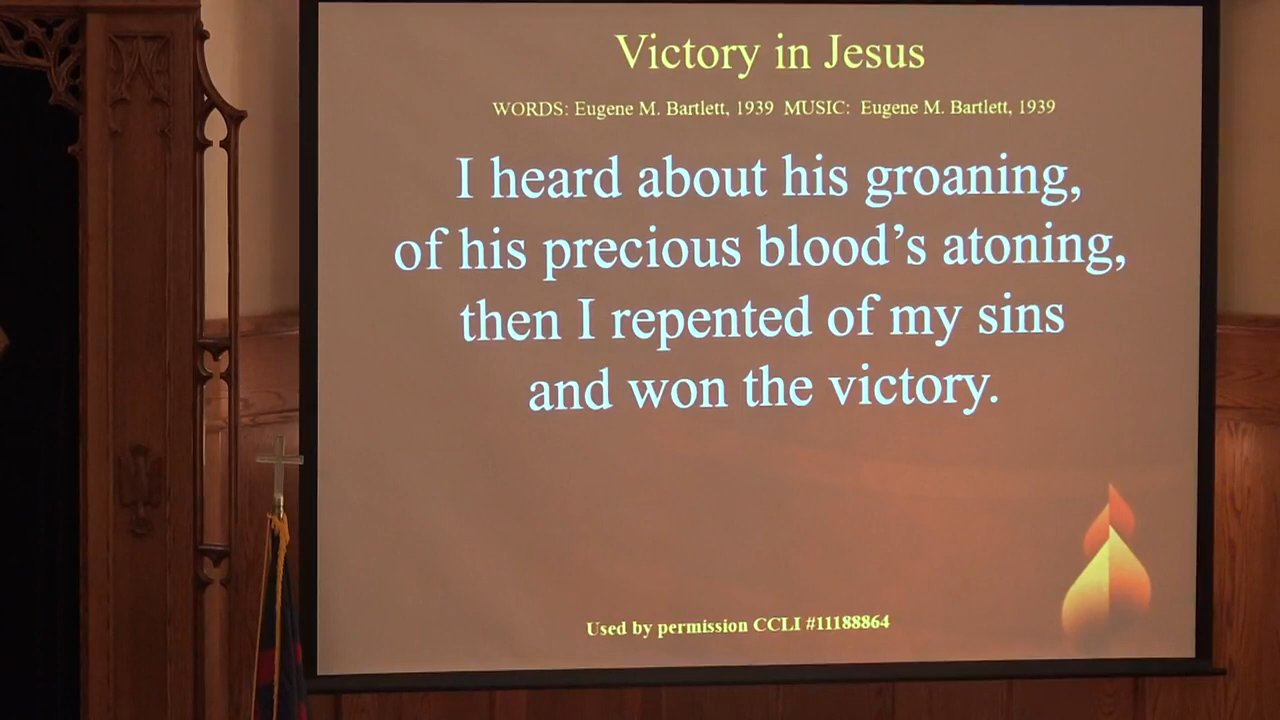 Victory in Jesus
WORDS: Eugene M. Bartlett, 1939 MUSIC: Eugene M. Bartlett, 1939
I heard about his groaning,
of his precious blood’s atoning,
then I repented of my sins
and won the victory.
Used by permission CCLI #11188864